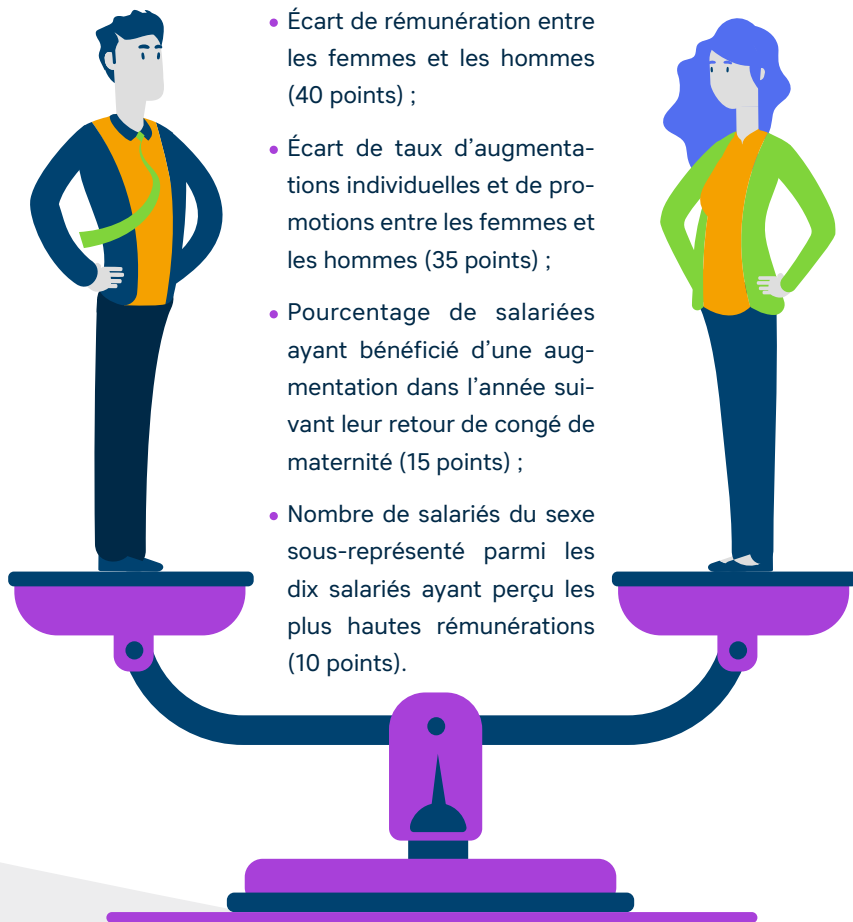 • Écart de rémunération entre
les femmes et les hommes
(40 points) ;
• Écart de taux d’augmenta-
tions individuelles et de pro-
motions entre les femmes et
les hommes (35 points) ;
• Pourcentage de salariées
ayant bénéficié d’une aug-
mentation dans l’année sui-
vant leur retour de congé de
maternité (15 points) ;
• Nombre de salariés du sexe
sous-représenté parmi les
dix salariés ayant perçu les
plus hautes rémunérations
(10 points).